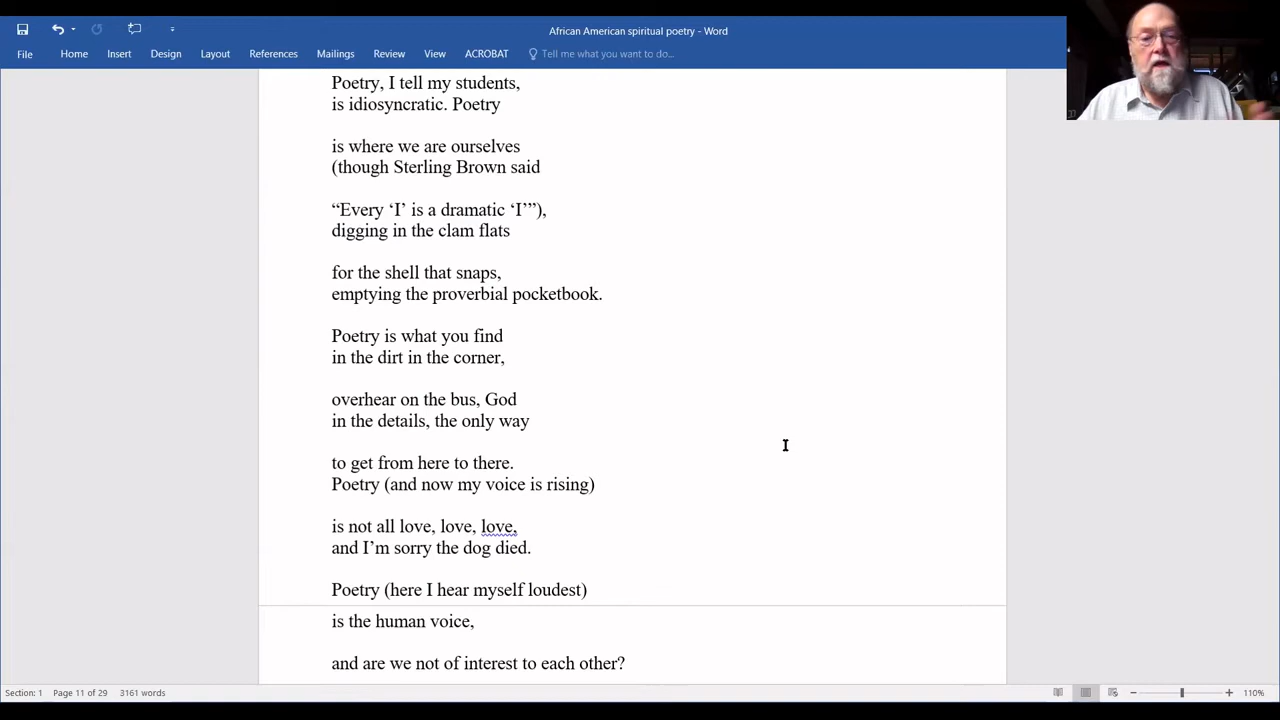 African American spiritual poetry - Word
File Home Insert Design Layout References Mailings Review View ACROBAT Tell me what you want to do...
Poetry, I tell my students,
is idiosyncratic. Poetry
is where we are ourselves
(though Sterling Brown said
“Every ‘I’ is a dramatic ‘I’”),
digging in the clam flats
for the shell that snaps,
emptying the proverbial pocketbook.
Poetry is what you find
in the dirt in the corner,
overhear on the bus, God
in the details, the only way
to get from here to there.
Poetry (and now my voice is rising)
is not all love, love, love,
and I’m sorry the dog died.
Poetry (here I hear myself loudest)
is the human voice,
and are we not of interest to each other?
Section: 1 Page 11 of 29 3161 words 110%